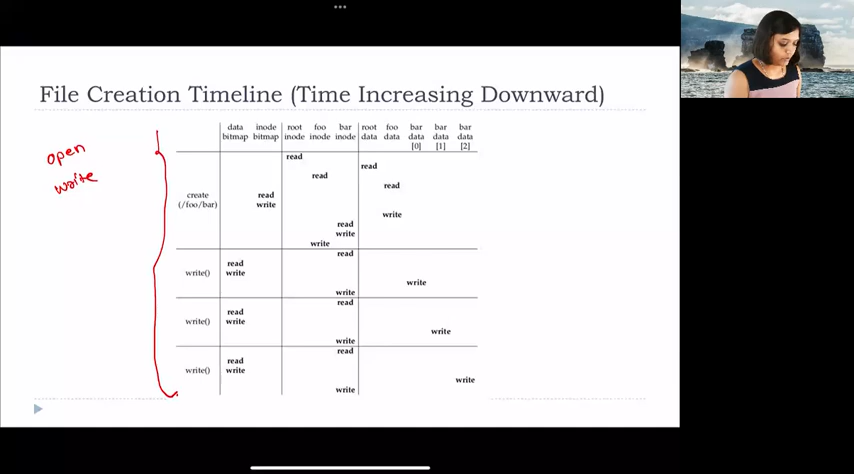 File Creation Timeline (Time Increasing Downward)
open
write
data inode root foo bar root foo bar bar bar
bitmap bitmap inode inode inode data data data data data
[0] [1] [2]
read
read
read
read
create read
(/foo/bar) write
write
read
write
write
read
read
write() write
write
write
read
read
write() write
write
write
read
read
write() write
write
write